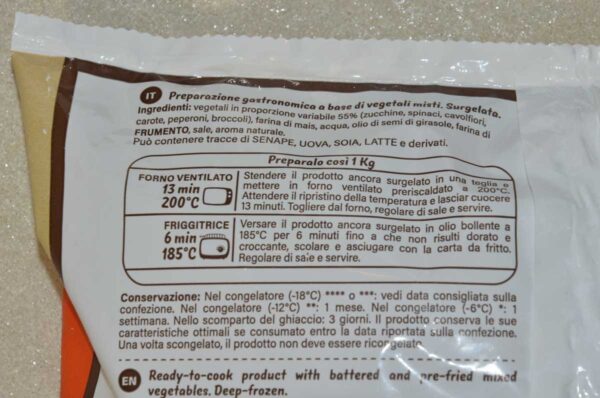 IT Preparazione gastronomica a base di vegetali misti. Surgelata.
Ingredienti: vegetali in proporzione variabile 55% (zucchine, spinaci, cavolfiori,
carote, peperoni, broccoli), farina di mais, acqua, olio di semi di girasole, farina di
FRUMENTO, sale, aroma naturale.
Può contenere tracce di SENAPE, UOVA, SOIA, LATTE e derivati.
Preparalo così 1 Kg
FORNO VENTILATO
13 min
200°C
Stendere il prodotto ancora surgelato in una teglia e
mettere in forno ventilato preriscaldato a 200°C.
Attendere il ripristino della temperatura e lasciar cuocere
13 minuti. Togliere dal forno, regolare di sale e servire.
FRIGGITRICE
6 min
185°C
Versare il prodotto ancora surgelato in olio bollente a
185°C per 6 minuti fino a che non risulti dorato e
croccante, scolare e asciugare con la carta da fritto.
Regolare di sale e servire.
Conservazione: Nel congelatore (-18°C) **** o ***: vedi data consigliata sulla
confezione. Nel congelatore (-12°C) **: 1 mese. Nel congelatore (-6°C) *: 1
settimana. Nello scomparto del ghiaccio: 3 giorni. Il prodotto conserva le sue
caratteristiche ottimali se consumato entro la data riportata sulla confezione.
Una volta scongelato, il prodotto non deve essere ricongelato.
EN Ready-to-cook product with battered and pre-fried mixed
vegetables. Deep-frozen.